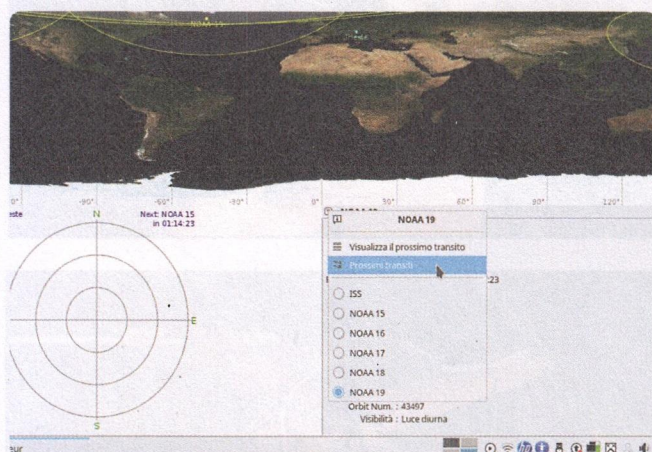 NOAA 15
-90°
-60°
-30°
0°
30°
60°
90°
120°
Next: NOAA 15
in 01:14:23
N
E
S
NOAA 19
Visualizza il prossimo transito
Prossimi transiti
:23
ISS
NOAA 15
NOAA 16
NOAA 17
NOAA 18
NOAA 19
Orbit Num. : 43497
Visibilità : Luce diurna